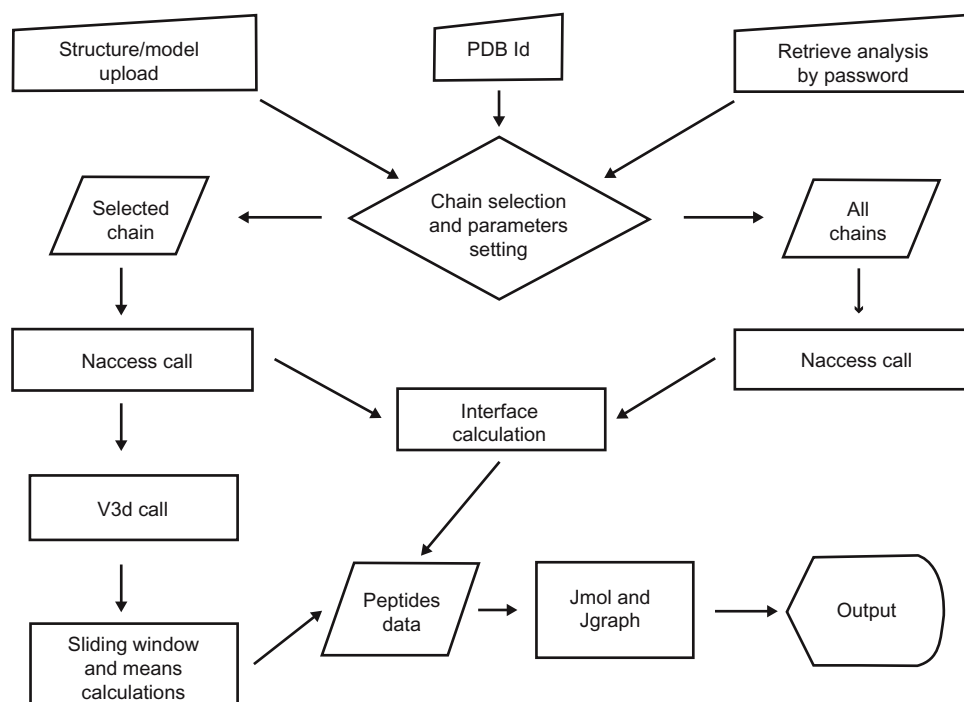 Structure/model
upload
PDB Id
Retrieve analysis
by password
Selected
chain
Chain selection
and parameters
setting
All
chains
Naccess call
Naccess call
Interface
calculation
V3d call
Sliding window
and means
calculations
Peptides
data
Jmol and
Jgraph
Output